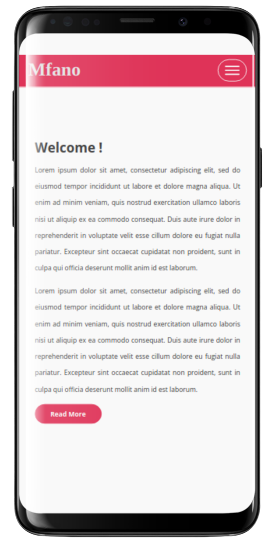 Mfano
Welcome !
Lorem ipsum dolor sit amet, consectetur adipiscing elit, sed do
eiusmod tempor incididunt ut labore et dolore magna aliqua. Ut
enim ad minim veniam, quis nostrud exercitation ullamco laboris
nisi ut aliquip ex ea commodo consequat. Duis aute irure dolor in
reprehenderit in voluptate velit esse cillum dolore eu fugiat nulla
pariatur. Excepteur sint occaecat cupidatat non proident, sunt in
culpa qui officia deserunt mollit anim id est laborum.
Lorem ipsum dolor sit amet, consectetur adipiscing elit, sed do
eiusmod tempor incididunt ut labore et dolore magna aliqua. Ut
enim ad minim veniam, quis nostrud exercitation ullamco laboris
nisi ut aliquip ex ea commodo consequat. Duis aute irure dolor in
reprehenderit in voluptate velit esse cillum dolore eu fugiat nulla
pariatur. Excepteur sint occaecat cupidatat non proident, sunt in
culpa qui officia deserunt mollit anim id est laborum.
Read More